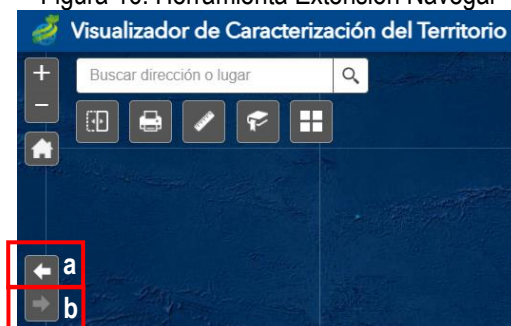 Figura 10. Herramienta Extensión Navegar
Visualizador de Caracterización del Territorio
+
Buscar dirección o lugar
−
a
b